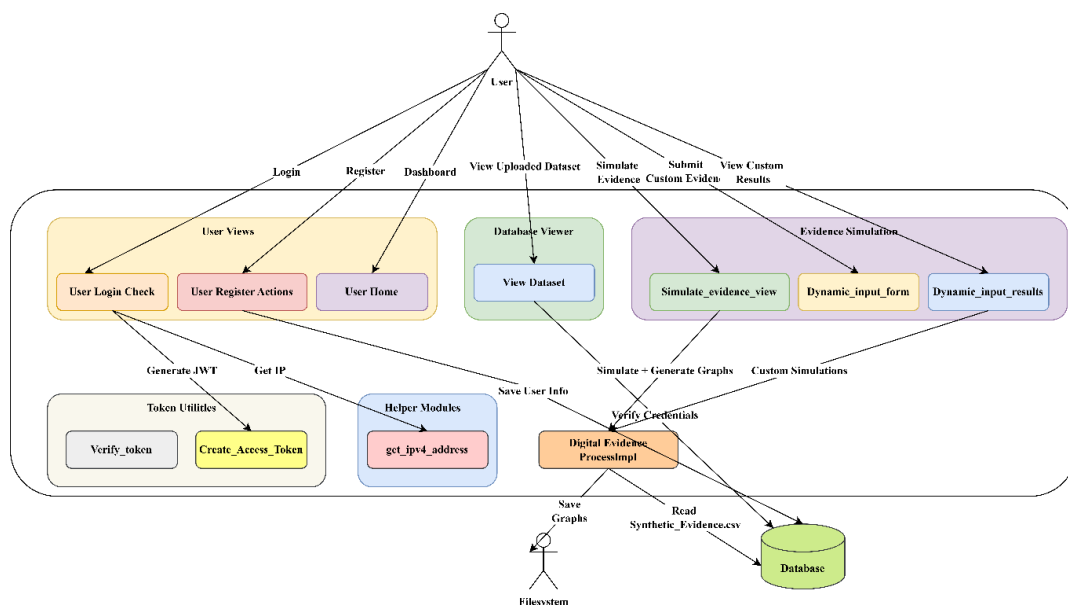 User
Login
Register
Dashboard
View Uploaded Dataset
Simulate
Evidence
Submit
Custom Evidenc
View Custom
Results
User Views
Database Viewer
Evidence Simulation
User Login Check
User Register Actions
User Home
View Dataset
Simulate_evidence_view
Dynamic_input_form
Dynamic_input_results
Generate JWT
Get IP
Save User Info
Simulate + Generate Graphs
Custom Simulations
Verify Credentials
Token Utilities
Helper Modules
Verify_token
Create_Access_Token
get_ipv4_address
Digital Evidence
ProcessImpl
Save
Graphs
Read
Synthetic_Evidence.csv
Database
Filesystem